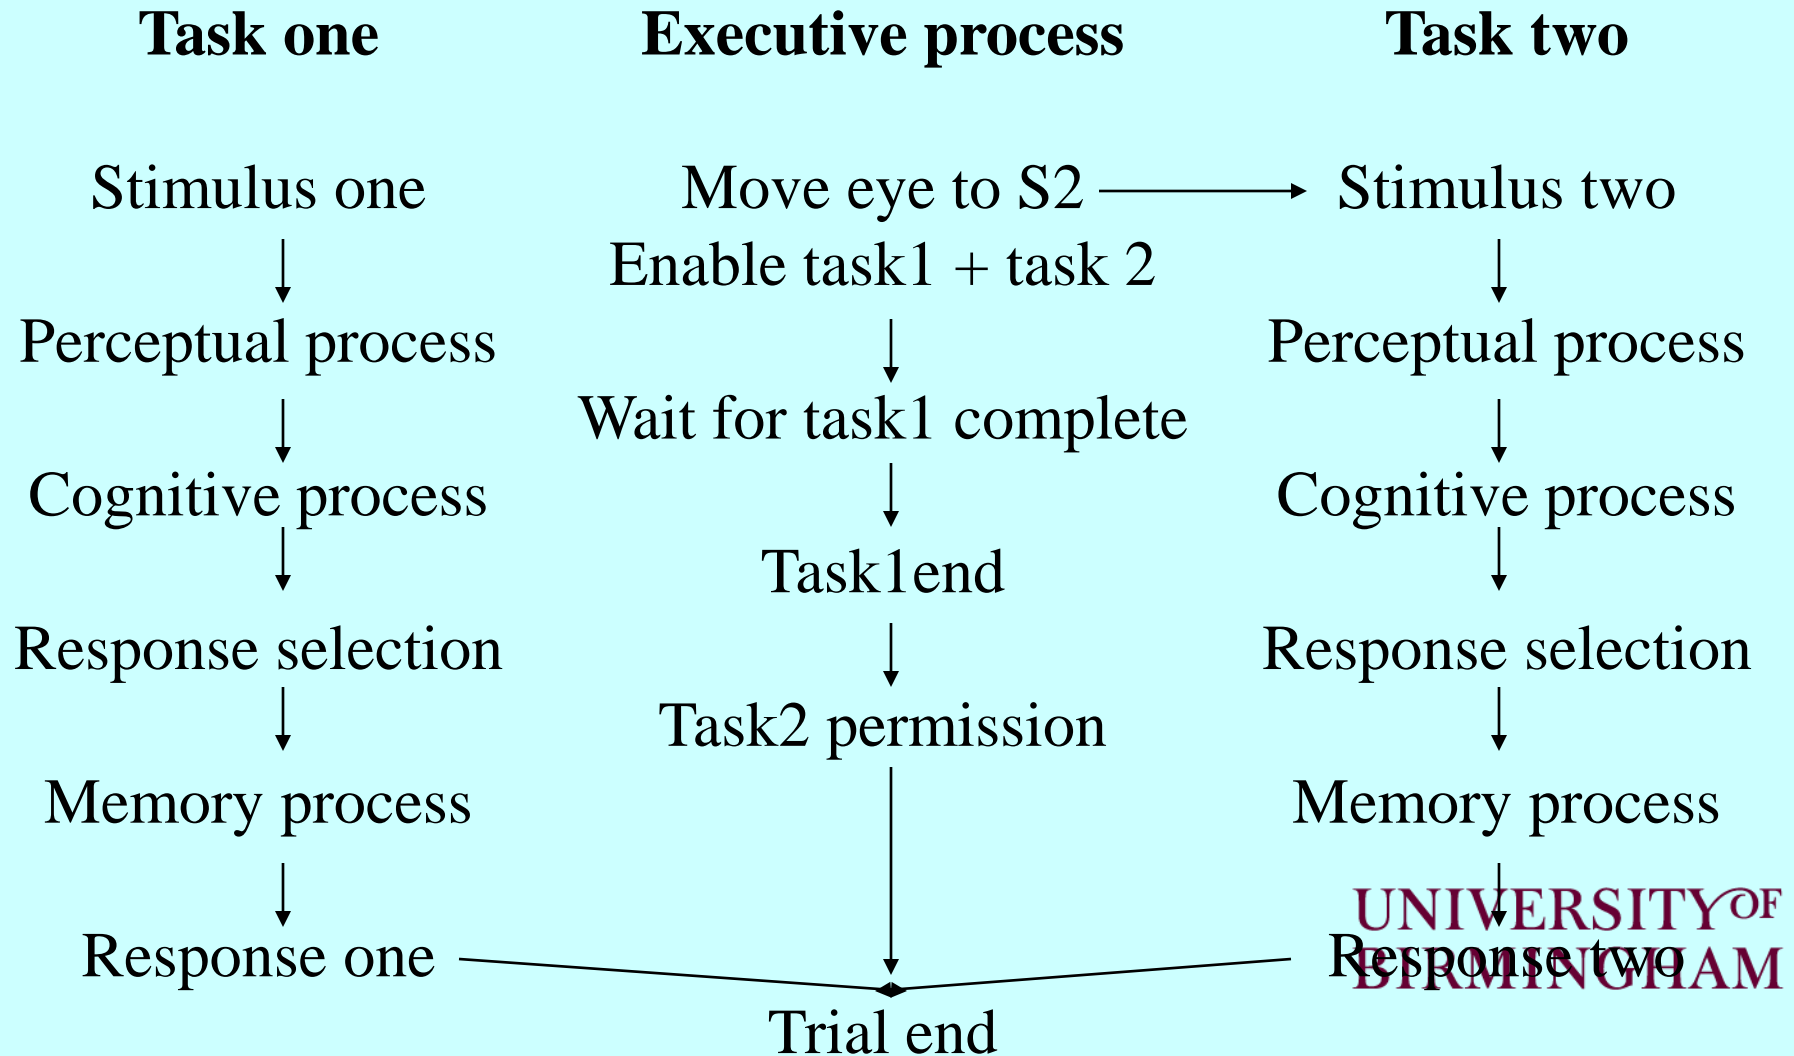 Task one
Executive process
Task two
Stimulus one
Move eye to S2
Stimulus two
Enable task1 + task 2
Perceptual process
Perceptual process
Wait for task1 complete
Cognitive process
Cognitive process
Task1end
Response selection
Response selection
Task2 permission
Memory process
Memory process
UNIVERSITY OF
BIRMINGHAM
Response one
Response two
Trial end